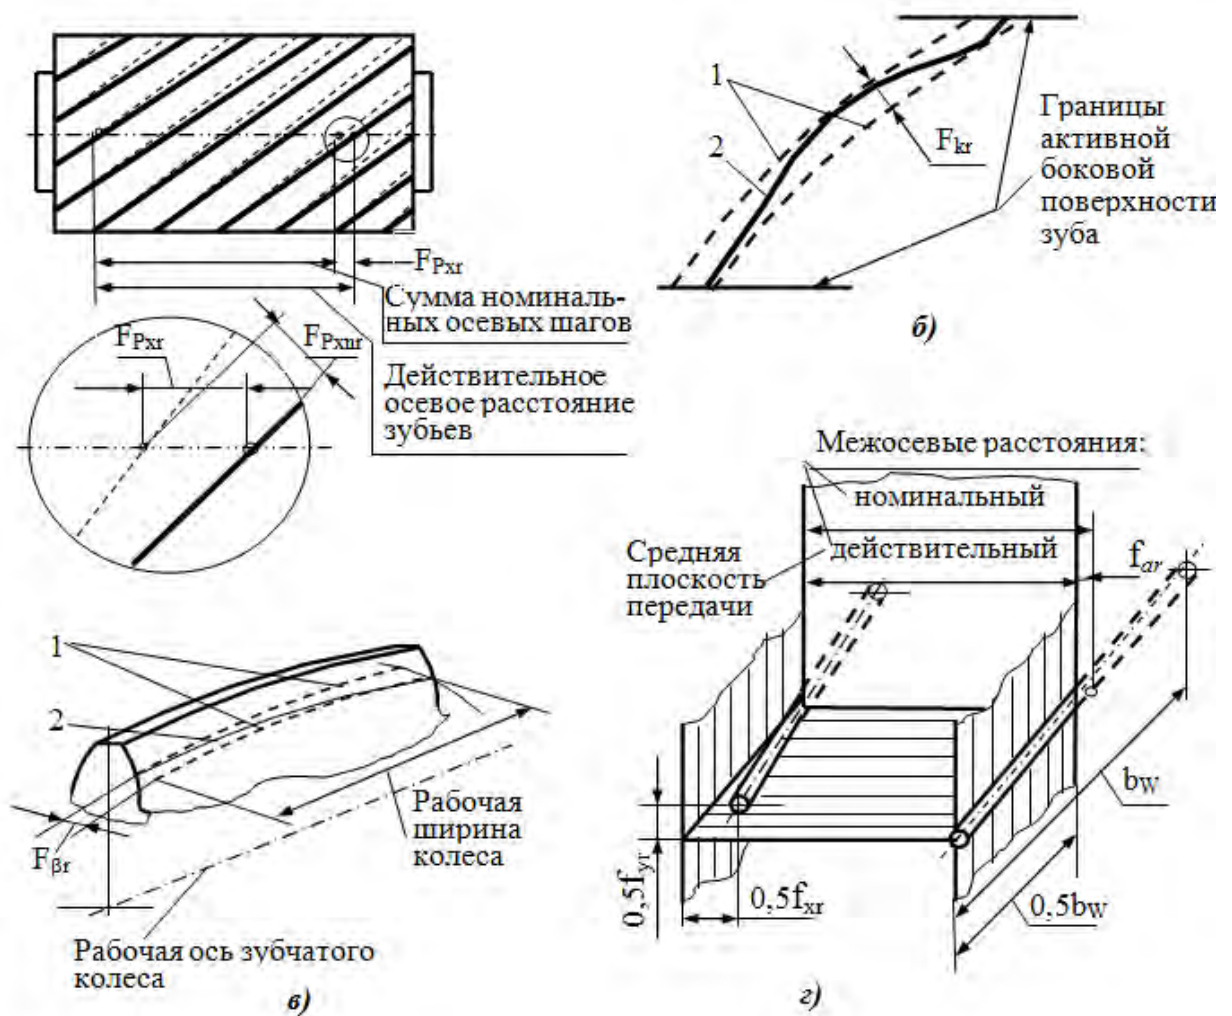 F_Pxr
Сумма номиналь-
ных осевых шагов
F_Pxr
F_Pxnr
Действительное
осевое расстояние
зубьев
1
2
F_kr
Границы
активной
боковой
поверхности
зуба
б)
1
2
F_βr
Рабочая
ширина
колеса
Рабочая ось зубчатого
колеса
в)
Межосевые расстояния:
номинальный
действительный
Средняя
плоскость
передачи
f_ar
b_W
0,5b_W
0,5f_yr
0,5f_xr
г)